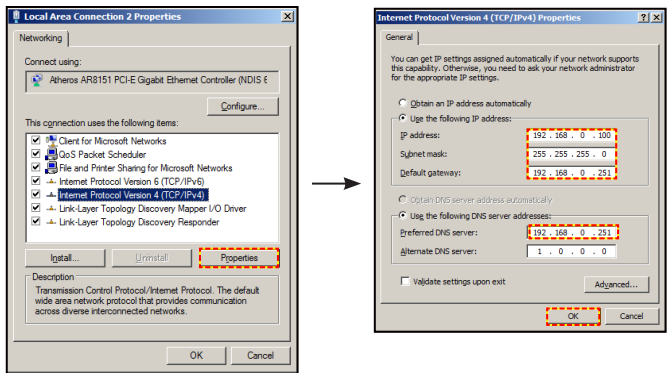 Local Area Connection 2 Properties
Networking
Connect using:
Atheros AR8151 PCI-E Gigabit Ethernet Controller (NDIS 6
Configure...
This connection uses the following items:
Client for Microsoft Networks
QoS Packet Scheduler
File and Printer Sharing for Microsoft Networks
Internet Protocol Version 6 (TCP/IPv6)
Internet Protocol Version 4 (TCP/IPv4)
Link-Layer Topology Discovery Mapper I/O Driver
Link-Layer Topology Discovery Responder
Install...
Uninstall
Properties
Description
Transmission Control Protocol/Internet Protocol. The default
wide area network protocol that provides communication
across diverse interconnected networks.
OK
Cancel
Internet Protocol Version 4 (TCP/IPv4) Properties
General
You can get IP settings assigned automatically if your network supports
this capability. Otherwise, you need to ask your network administrator
for the appropriate IP settings.
Obtain an IP address automatically
Use the following IP address:
IP address: 192 . 168 . 0 . 100
Subnet mask: 255 . 255 . 255 . 0
Default gateway: 192 . 168 . 0 . 251
Obtain DNS server address automatically
Use the following DNS server addresses:
Preferred DNS server: 192 . 168 . 0 . 251
Alternate DNS server: 1 . 0 . 0 . 0
Validate settings upon exit
Advanced...
OK
Cancel